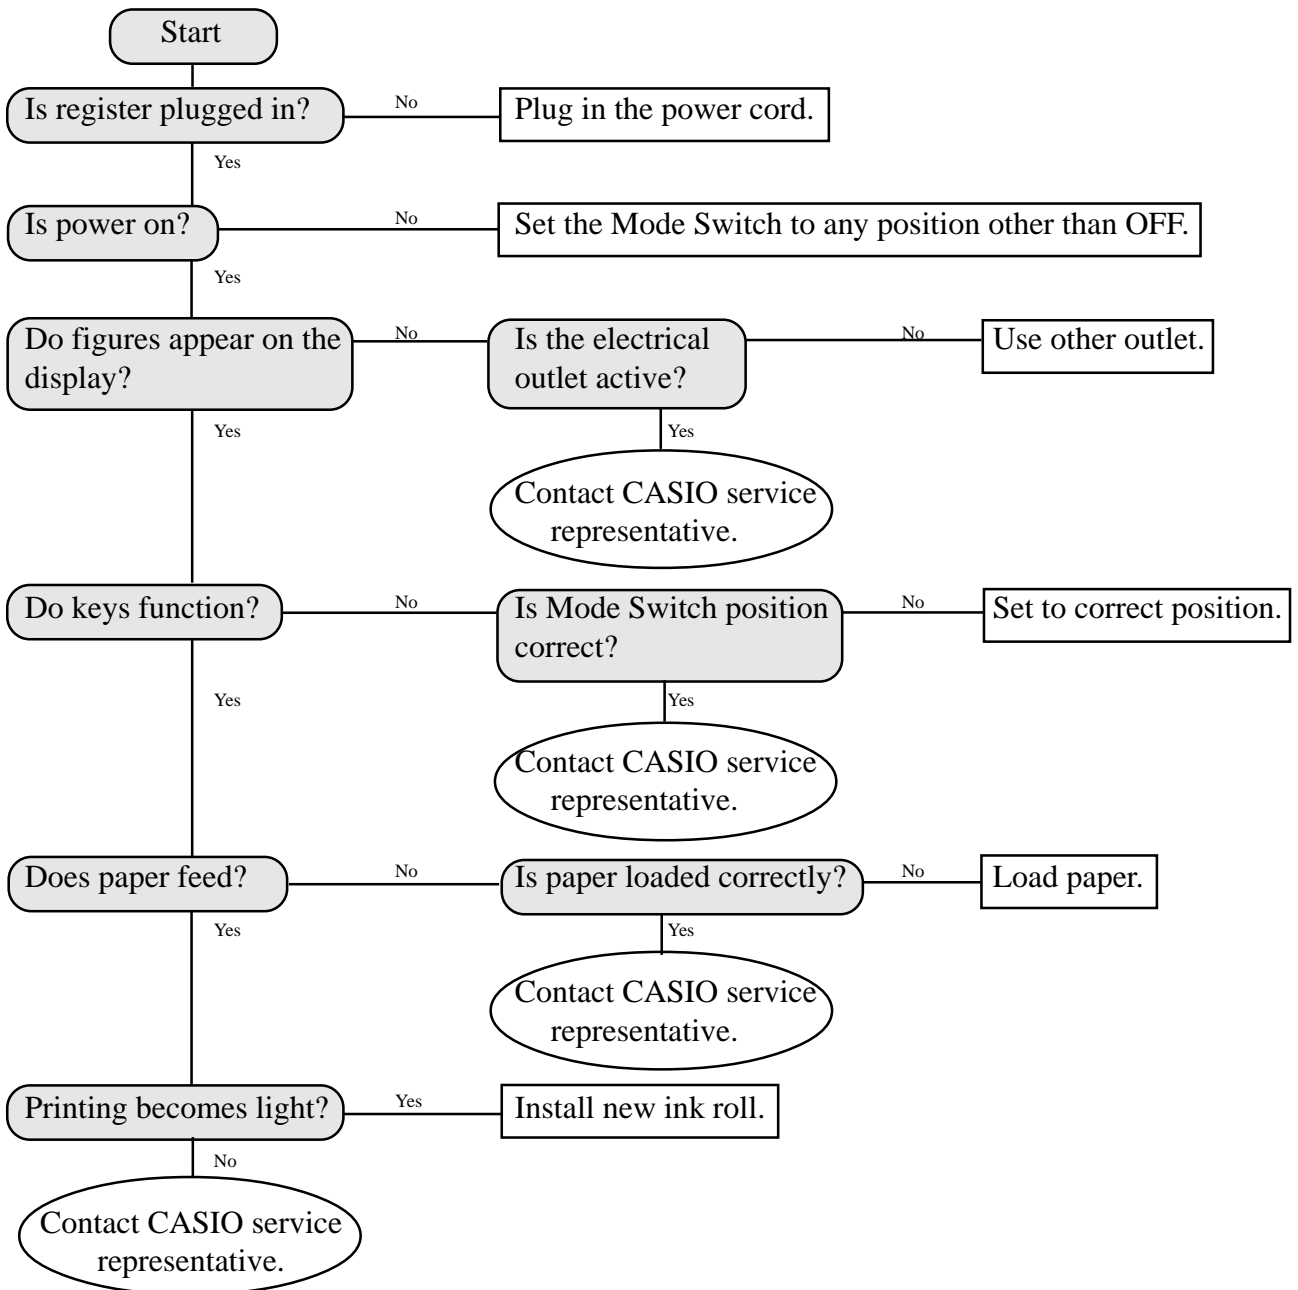 Start
Is register plugged in?
No
Plug in the power cord.
Yes
Is power on?
No
Set the Mode Switch to any position other than OFF.
Yes
Do figures appear on the
display?
No
Is the electrical
outlet active?
No
Use other outlet.
Yes
Yes
Contact CASIO service
representative.
Do keys function?
No
Is Mode Switch position
correct?
No
Set to correct position.
Yes
Yes
Contact CASIO service
representative.
Does paper feed?
No
Is paper loaded correctly?
No
Load paper.
Yes
Yes
Contact CASIO service
representative.
Printing becomes light?
Yes
Install new ink roll.
No
Contact CASIO service
representative.